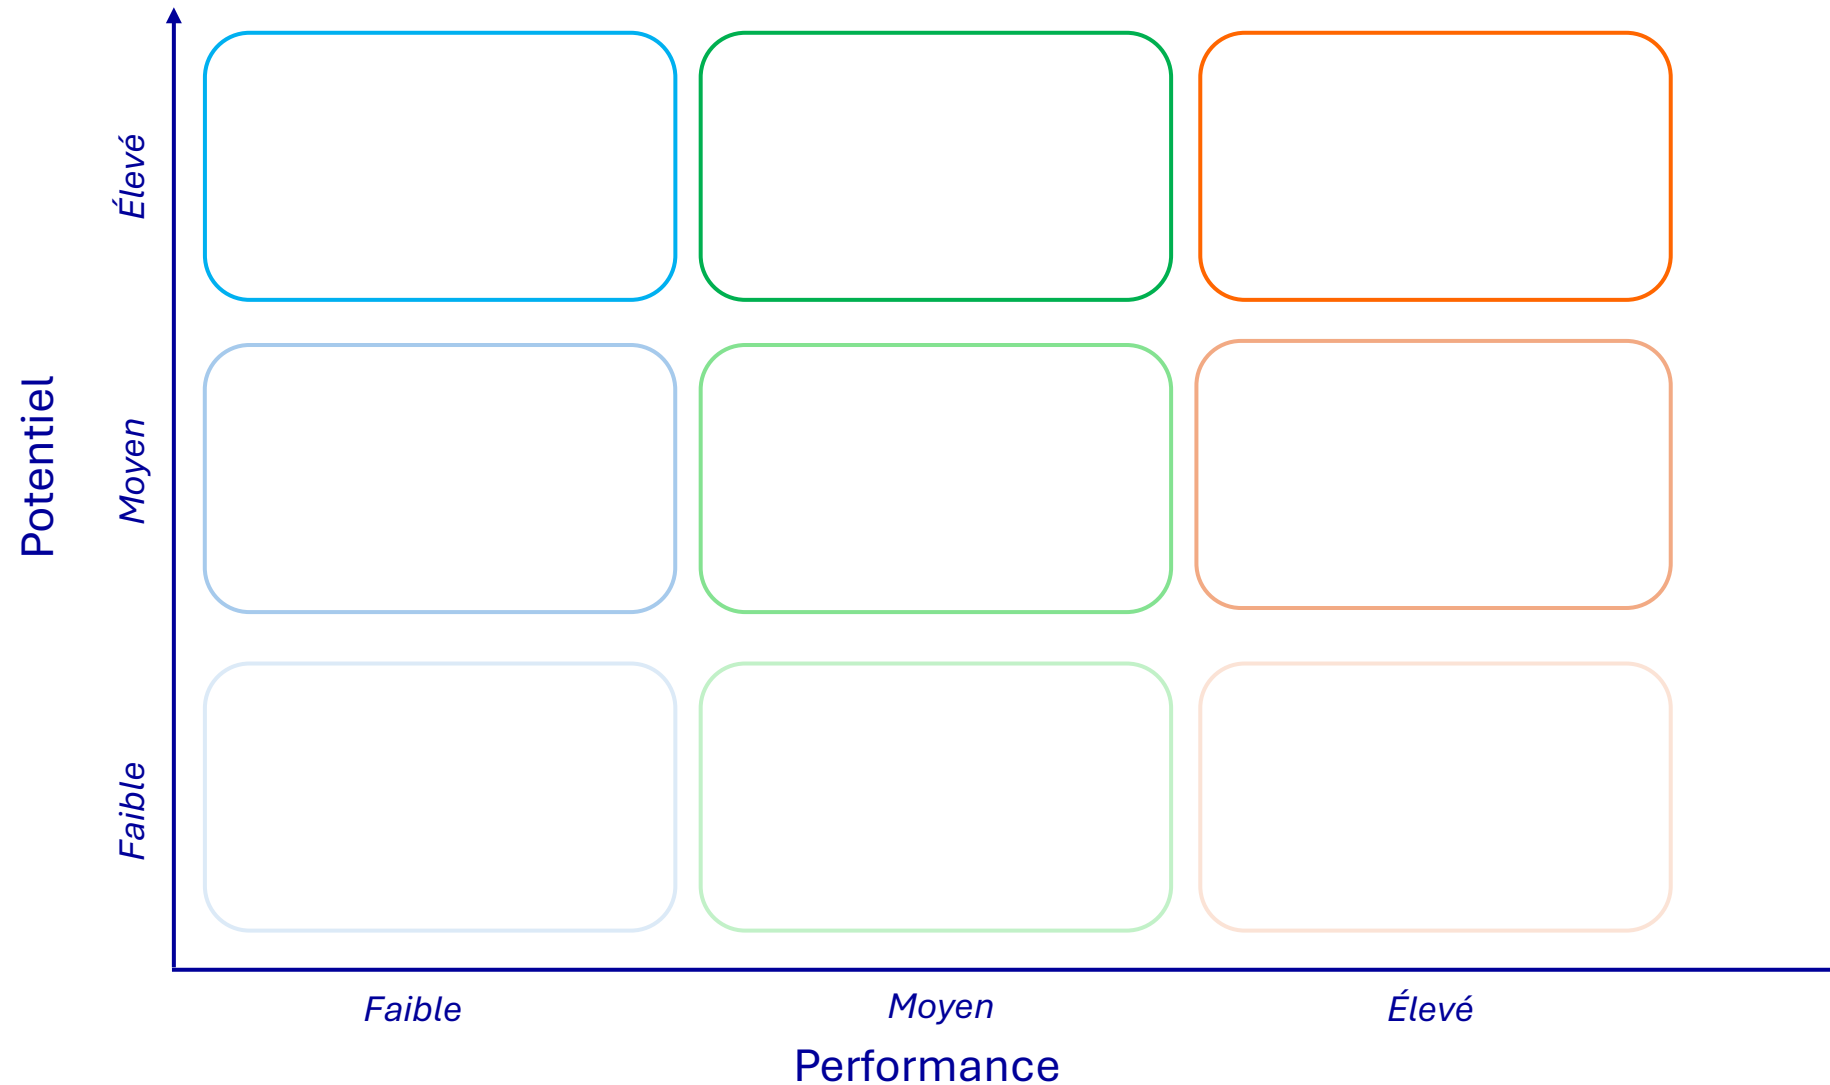 Potentiel
Élevé
Moyen
Faible
Faible
Moyen
Élevé
Performance